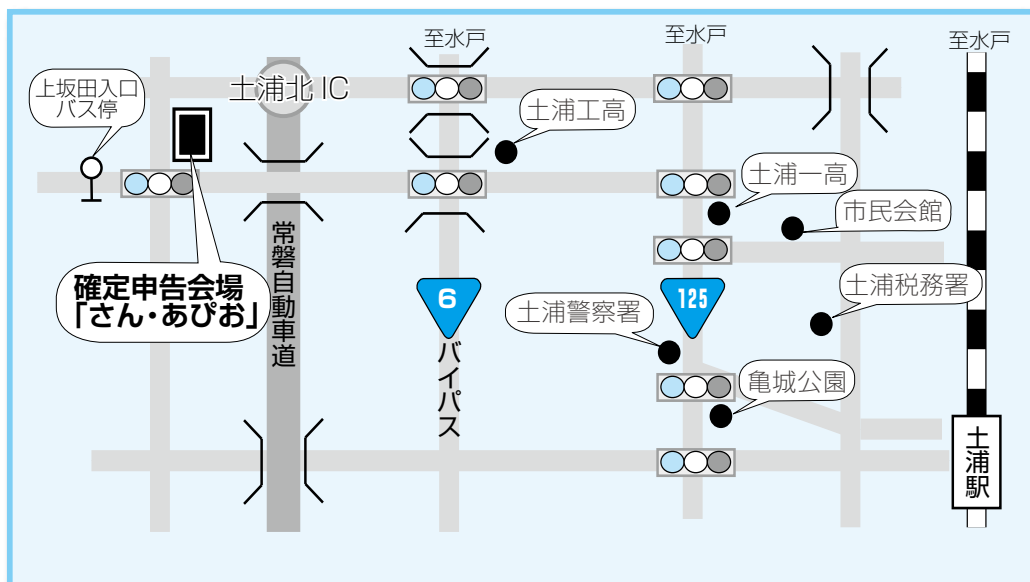 至水戸
至水戸
至水戸
土浦北 IC
上坂田入口
バス停
土浦工高
土浦一高
市民会館
確定申告会場
「さん・あぴお」
常磐自動車道
6
バイパス
125
土浦警察署
土浦税務署
亀城公園
土浦駅